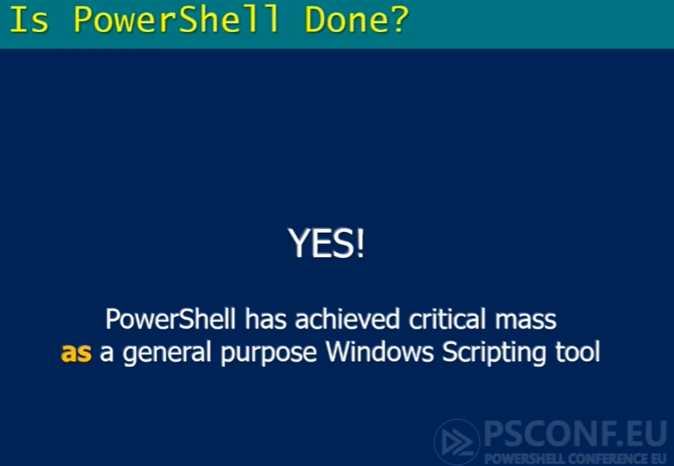 Is PowerShell Done?
YES!
PowerShell has achieved critical mass
as a general purpose Windows Scripting tool
PSCONF.EU
POWERSHELL CONFERENCE EU